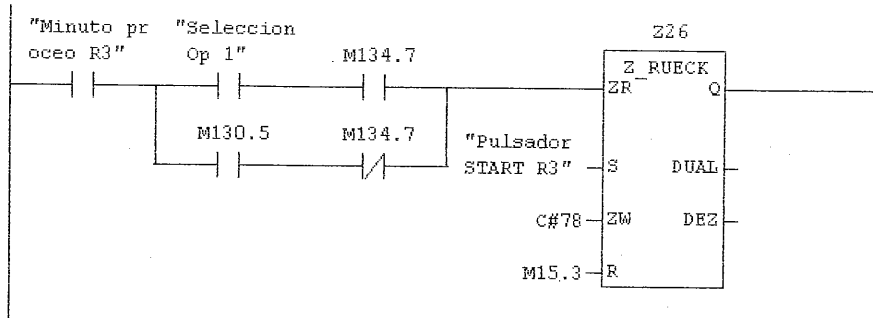 "Minuto pr
oceo R3"
"Seleccion
Op 1"
M134.7
Z26
Z_RUECK
ZR
Q
M130.5
M134.7
"Pulsador
START R3"
S
DUAL
C#78
ZW
DEZ
M15.3
R